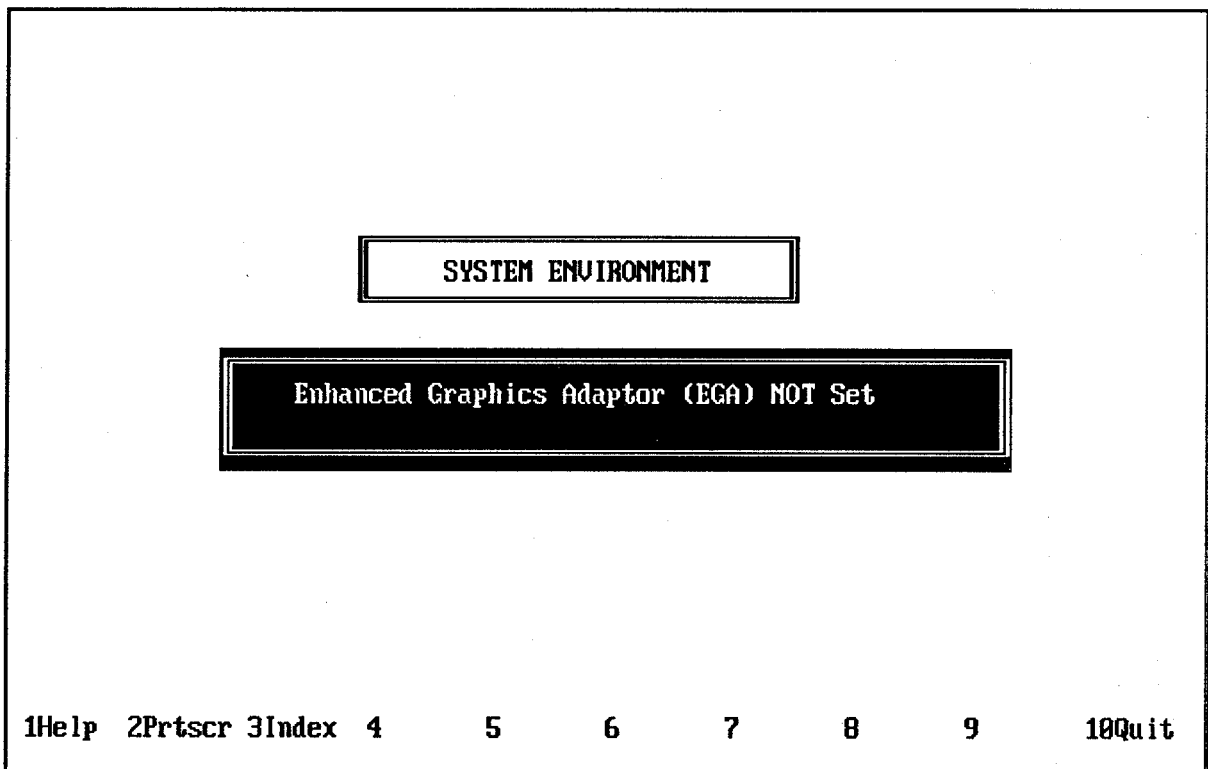 SYSTEM ENVIRONMENT
Enhanced Graphics Adaptor (EGA) NOT Set
1Help 2Prtscr 3Index 4 5 6 7 8 9 10Quit